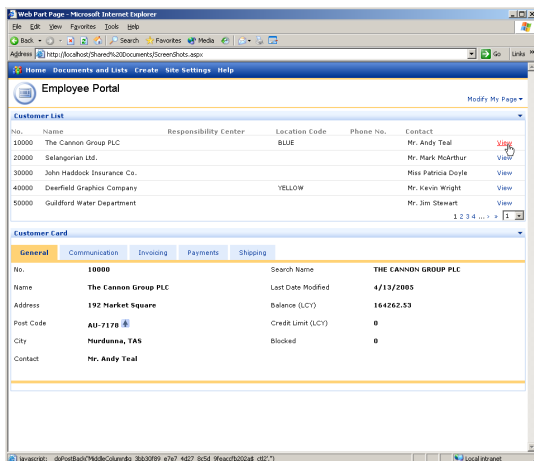 Web Part Page - Microsoft Internet Explorer
File Edit View Favorites Tools Help
Back Search Favorites Media
Address http://localhost/Shared%20Documents/ScreenShots.aspx Go Links »
Home Documents and Lists Create Site Settings Help
Employee Portal
Modify My Page
Customer List
No. Name Responsibility Center Location Code Phone No. Contact
10000 The Cannon Group PLC BLUE Mr. Andy Teal View
20000 Selangorian Ltd. Mr. Mark McArthur View
30000 John Haddock Insurance Co. Miss Patricia Doyle View
40000 Deerfield Graphics Company YELLOW Mr. Kevin Wright View
50000 Guildford Water Department Mr. Jim Stewart View
1 2 3 4 ... › » 1
Customer Card
General Communication Invoicing Payments Shipping
No. 10000 Search Name THE CANNON GROUP PLC
Name The Cannon Group PLC Last Date Modified 4/13/2005
Address 192 Market Square Balance (LCY) 164262.53
Post Code AU-7178 Credit Limit (LCY) 0
City Murdunna, TAS Blocked 0
Contact Mr. Andy Teal
Local intranet